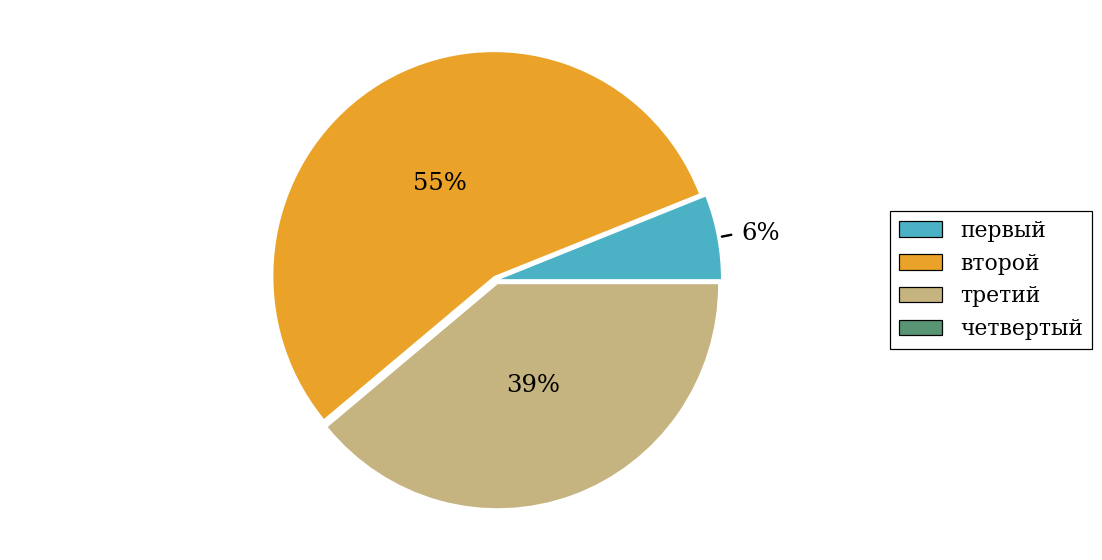 55%
6%
39%
первый
второй
третий
четвертый